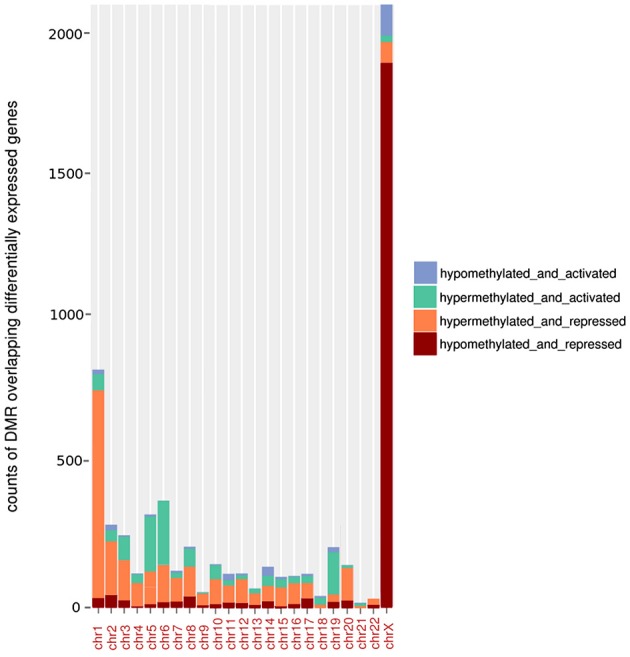 counts of DMR overlapping differentially expressed genes
2000
1500
1000
500
0
chr1
chr2
chr3
chr4
chr5
chr6
chr7
chr8
chr9
chr10
chr11
chr12
chr13
chr14
chr15
chr16
chr17
chr18
chr19
chr20
chr21
chr22
chrX
hypomethylated_and_activated
hypermethylated_and_activated
hypermethylated_and_repressed
hypomethylated_and_repressed